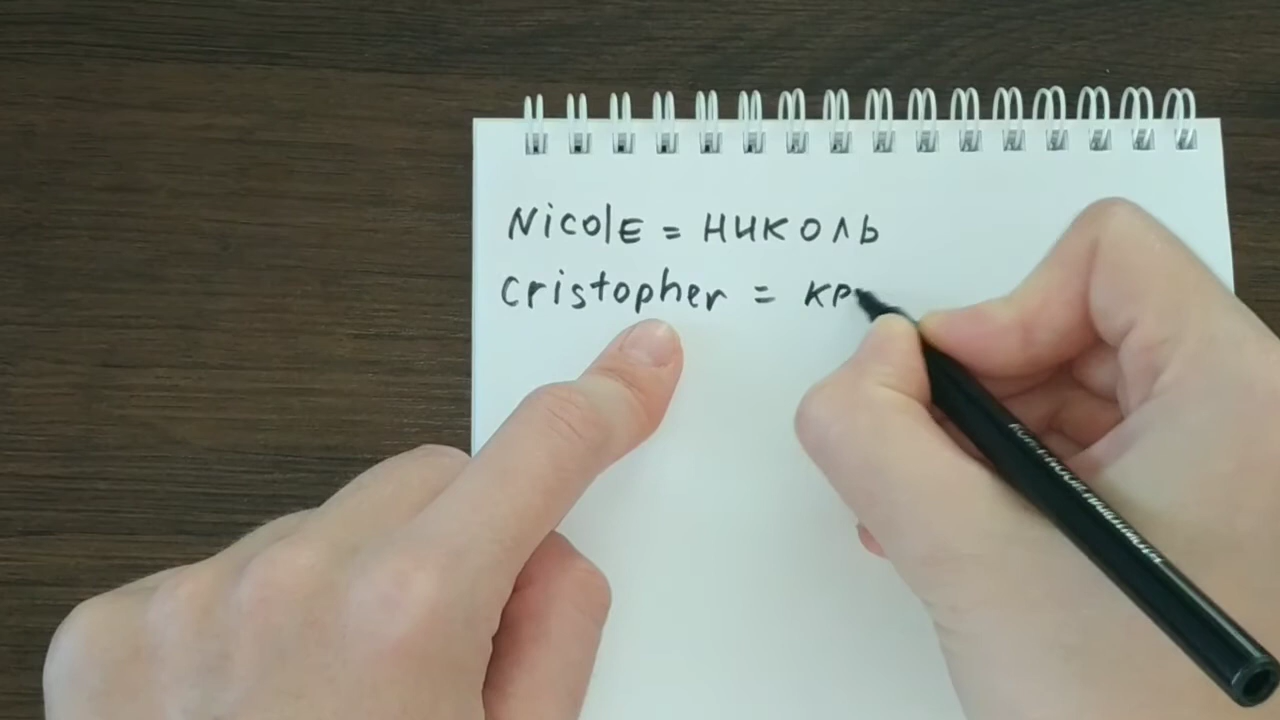 NicolE = НИКОЛЬ
Cristopher = КР